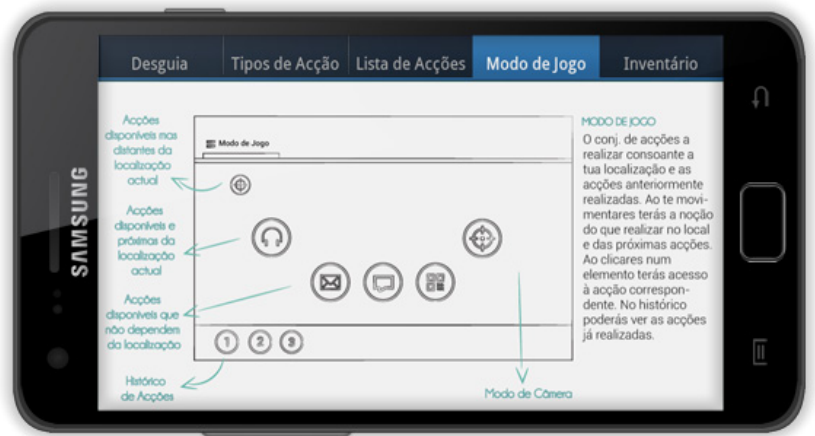 SAMSUNG
Desguia
Tipos de Acção
Lista de Acções
Modo de Jogo
Inventário
Acções
disponíveis mas
distantes da
localização
actual
Acções
disponíveis e
próximas da
localização
actual
Acções
disponíveis que
não dependem
da localização
Histórico
de Acções
Modo de Jogo
1 2 3
Modo de Câmera
MODO DE JOGO
O conj. de acções a
realizar consoante a
tua localização e as
acções anteriormente
realizadas. Ao te movi-
mentares terás a noção
do que realizar no local
e das próximas acções.
Ao clicares num
elemento terás acesso
à acção correspon-
dente. No histórico
poderás ver as acções
já realizadas.